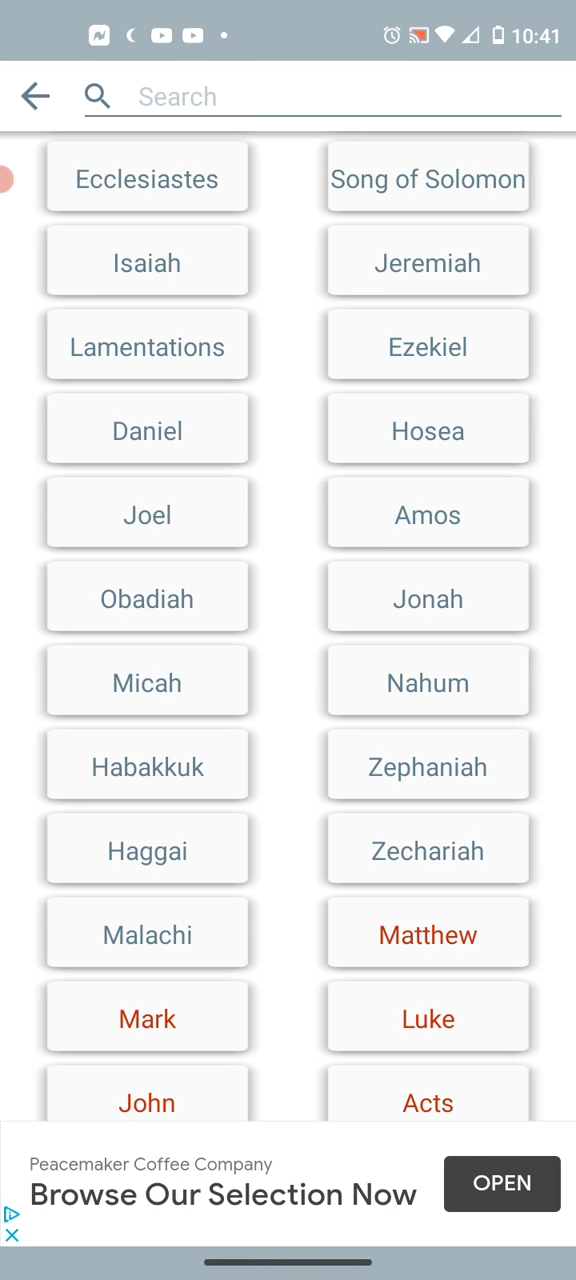 10:41
Search
Ecclesiastes
Song of Solomon
Isaiah
Jeremiah
Lamentations
Ezekiel
Daniel
Hosea
Joel
Amos
Obadiah
Jonah
Micah
Nahum
Habakkuk
Zephaniah
Haggai
Zechariah
Malachi
Matthew
Mark
Luke
John
Acts
Peacemaker Coffee Company
Browse Our Selection Now
OPEN